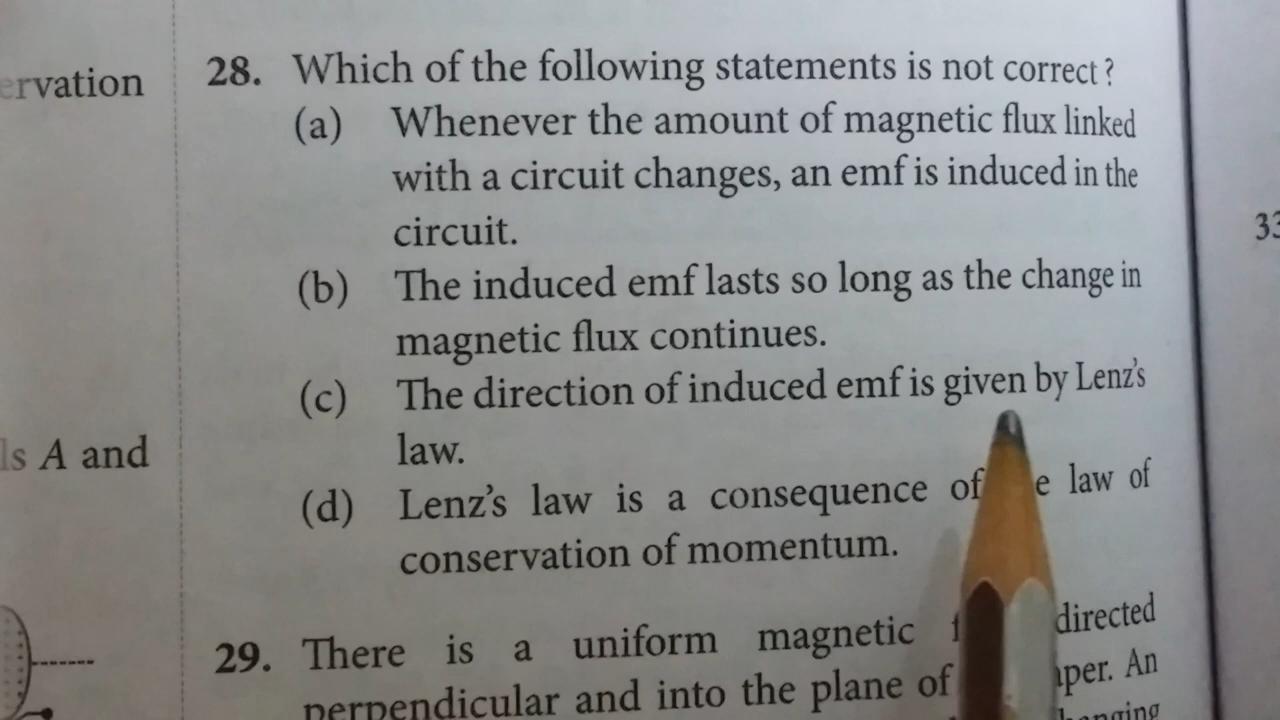 ervation
28. Which of the following statements is not correct ?
(a) Whenever the amount of magnetic flux linked
with a circuit changes, an emf is induced in the
circuit.
(b) The induced emf lasts so long as the change in
magnetic flux continues.
(c) The direction of induced emf is given by Lenz's
law.
ls A and
(d) Lenz's law is a consequence of law of
conservation of momentum.
29. There is a uniform magnetic directed
perpendicular and into the plane of An
33